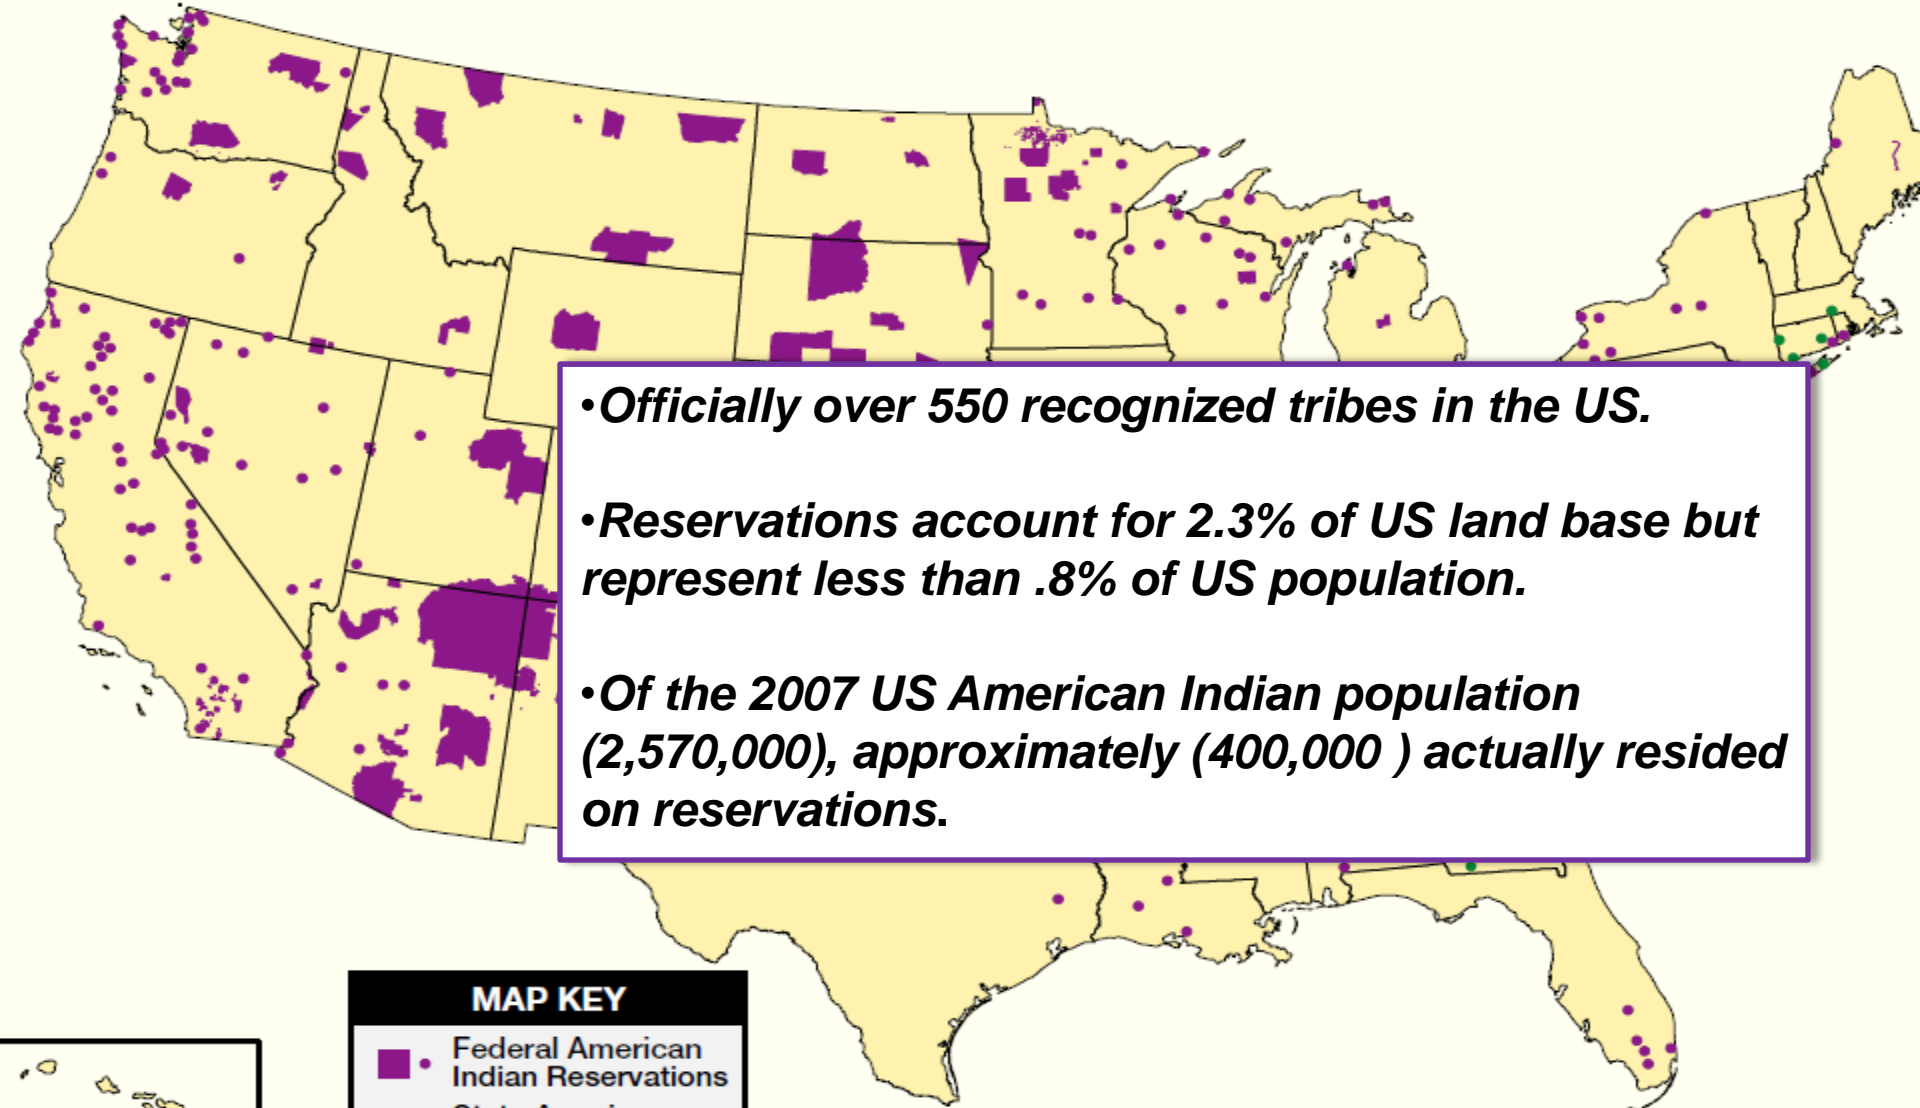 •Officially over 550 recognized tribes in the US.
•Reservations account for 2.3% of US land base but
represent less than .8% of US population.
•Of the 2007 US American Indian population
(2,570,000), approximately (400,000 ) actually resided
on reservations.
MAP KEY
Federal American
Indian Reservations